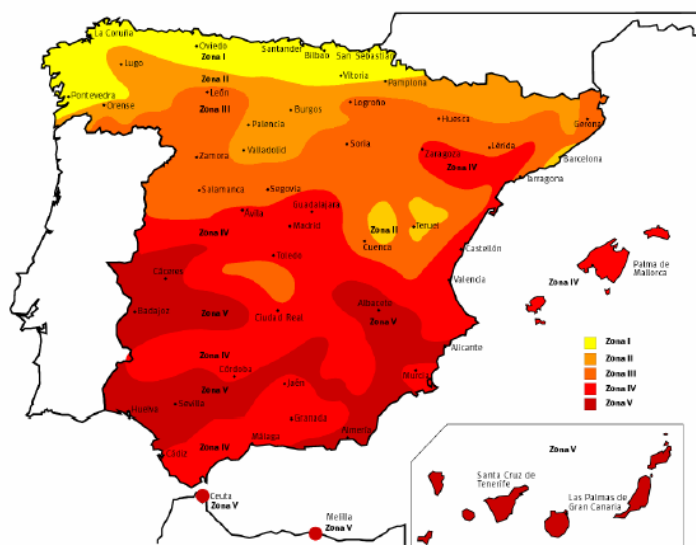 La Coruña
Oviedo
Santander
San Sebastián
Bilbao
Zona I
Lugo
Zona II
Vitoria
Pamplona
León
Pontevedra
Orense
Zona III
Burgos
Logroño
Huesca
Gerona
Palencia
Valladolid
Soria
Zaragoza
Lérida
Barcelona
Zamora
Zona IV
Tarragona
Salamanca
Segovia
Guadalajara
Ávila
Madrid
Zona II
Teruel
Zona IV
Cuenca
Castellón
Toledo
Palma de
Mallorca
Cáceres
Valencia
Zona IV
Badajoz
Zona V
Ciudad Real
Albacete
Zona V
Zona I
Alicante
Zona II
Zona IV
Zona III
Córdoba
Murcia
Zona V
Jaén
Zona IV
Sevilla
Zona V
Huelva
Granada
Málaga
Almería
Zona IV
Cádiz
Zona V
Santa Cruz de
Tenerife
Las Palmas de
Gran Canaria
Ceuta
Zona V
Melilla
Zona V